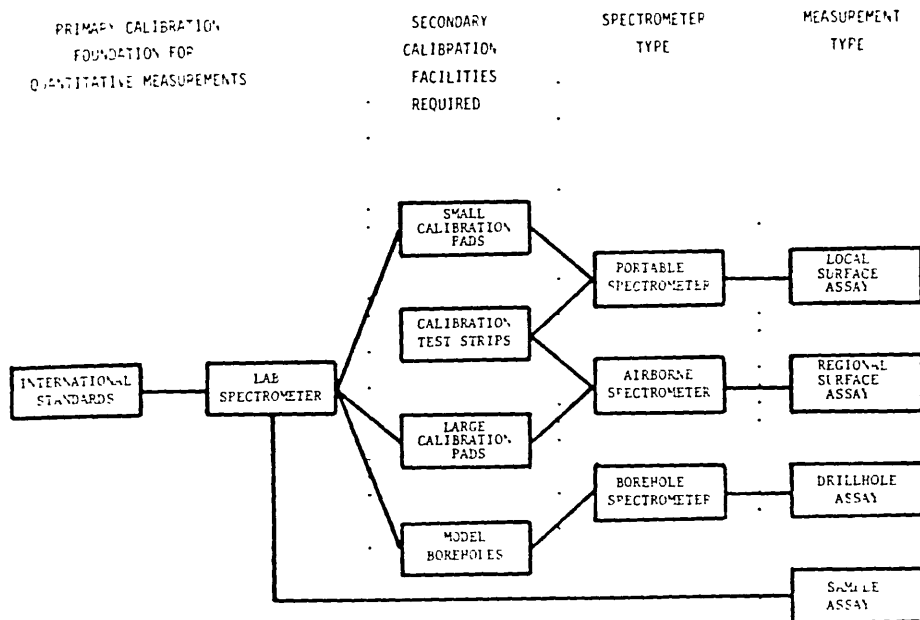 PRIMARY CALIBRATION
FOUNDATION FOR
QUANTITATIVE MEASUREMENTS
SECONDARY
CALIBPATION
FACILITIES
REQUIRED
SPECTROMETER
TYPE
MEASUPEMENT
TYPE
SMALL
CALIBRATION
PADS
CALIBRATION
TEST STRIPS
LARGE
CALIBRATION
PADS
MODEL
BOREHOLES
INTERNATIONAL
STANDARDS
LAB
SPECTROMETER
PORTABLE
SPECTROMETER
AIRBORNE
SPECTROMETER
BOREHOLE
SPECTROMETER
LOCAL
SURFACE
ASSAY
REGIONAL
SURFACE
ASSAY
DRILLHOLE
ASSAY
SAMPLE
ASSAY